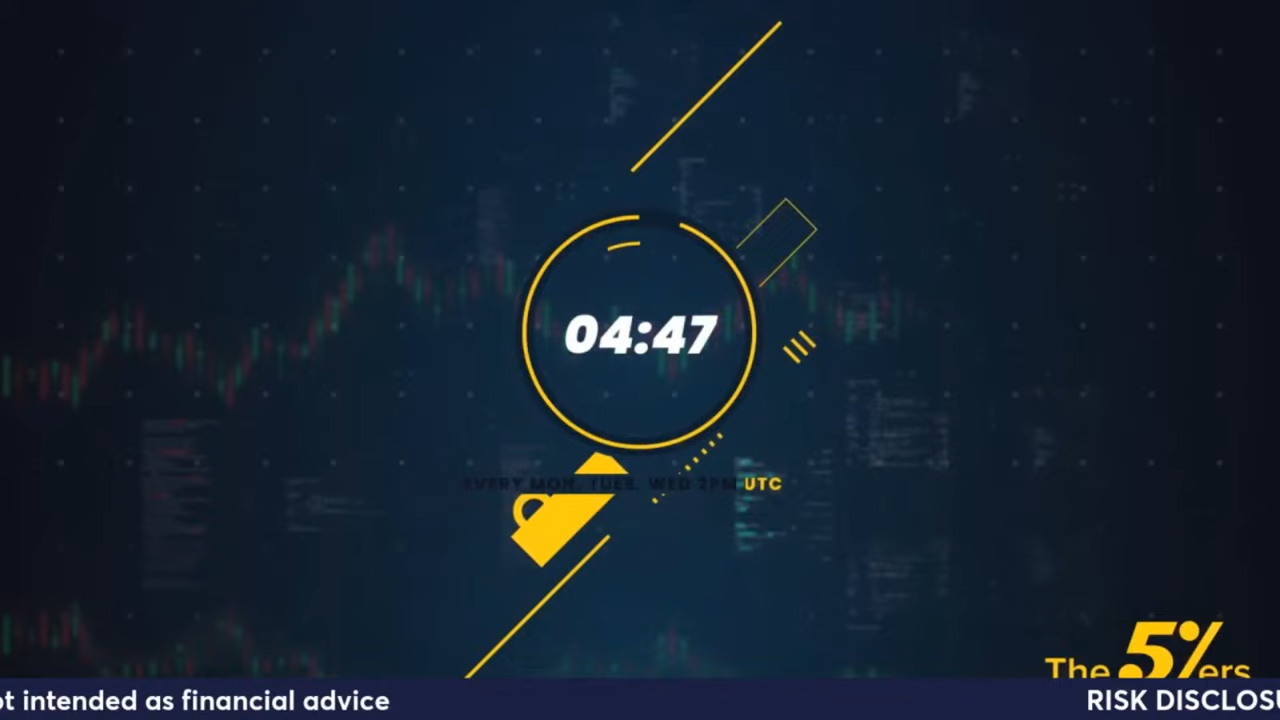 04:47
EVERY MON, TUES, WED 2PM UTC
The 5%ers
ot intended as financial advice
RISK DISCLOSU